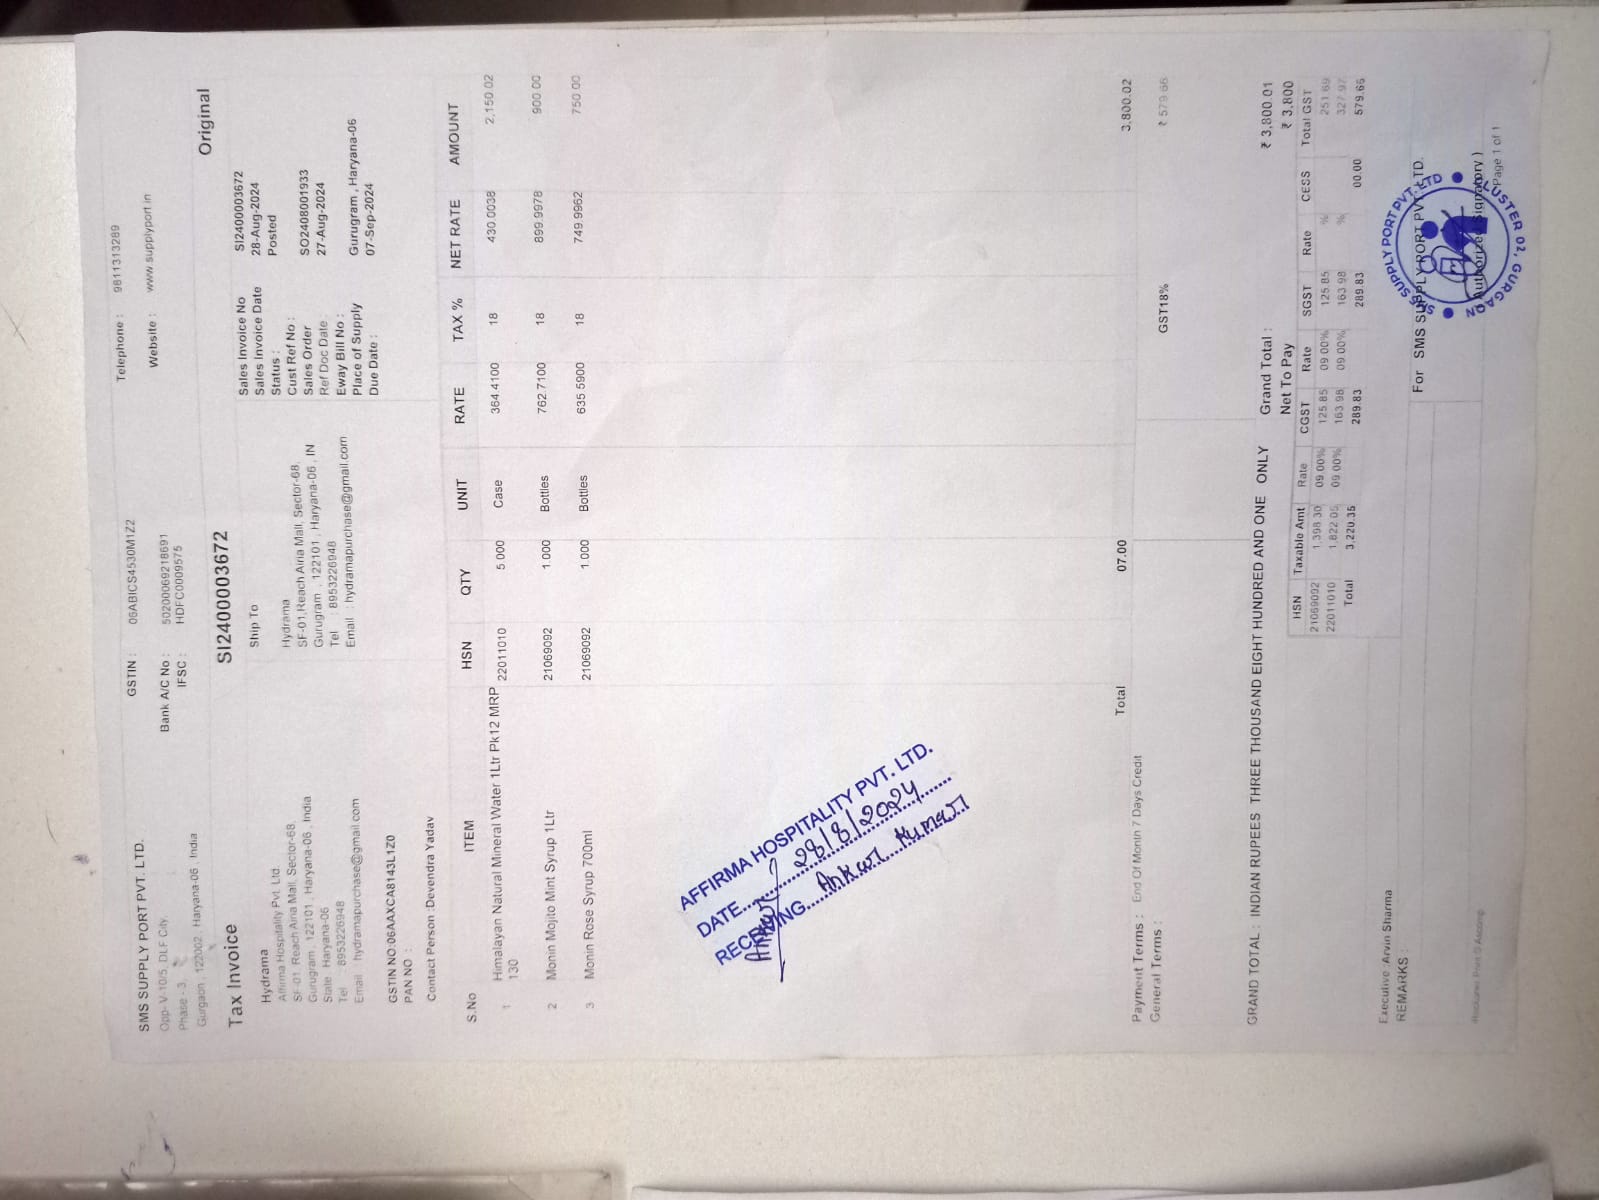 SMS SUPPLY PORT PVT. LTD.
Opp- V-10/5, DLF City,
Phase - 3,
Gurgaon , 122002 , Haryana-06 , India
GSTIN : 06ABICS4530M1Z2
Bank A/C No : 50200069218691
IFSC : HDFC0009575
Telephone : 9811313289
Website : www.supplyport.in
Original
Tax Invoice
SI2400003672
Hydrama
Affirma Hospitality Pvt. Ltd.
SF-01 Reach Airia Mall, Sector-68,
Gurugram , 122101 , Haryana-06 , India
State Haryana-06
Tel : 8953226948
Email hydramapurchase@gmail.com
GSTIN NO:06AAXCA8143L1Z0
PAN NO :
Contact Person :Devendra Yadav
Ship To
Hydrama
SF-01,Reach Airia Mall, Sector-68,
Gurugram , 122101 , Haryana-06 , IN
Tel : 8953226948
Email : hydramapurchase@gmail.com
Sales Invoice No SI2400003672
Sales Invoice Date 28-Aug-2024
Status : Posted
Cust Ref No :
Sales Order SO2408001933
Ref Doc Date : 27-Aug-2024
Eway Bill No :
Place of Supply Gurugram , Haryana-06
Due Date : 07-Sep-2024
S.No ITEM HSN QTY UNIT RATE TAX % NET RATE AMOUNT
1 Himalayan Natural Mineral Water 1Ltr Pk12 MRP 22011010 5.000 Case 364.4100 18 430.0038 2,150.02
130
2 Monin Mojito Mint Syrup 1Ltr 21069092 1.000 Bottles 762.7100 18 899.9978 900.00
3 Monin Rose Syrup 700ml 21069092 1.000 Bottles 635.5900 18 749.9962 750.00
AFFIRMA HOSPITALITY PVT. LTD.
DATE 28/8/2024
RECEIVING Ankur Kumar
Total 07.00 3,800.02
Payment Terms : End Of Month 7 Days Credit
General Terms :
GST18% ₹ 579.66
GRAND TOTAL : INDIAN RUPEES THREE THOUSAND EIGHT HUNDRED AND ONE ONLY
Grand Total : ₹ 3,800.01
Net To Pay ₹ 3,800
HSN Taxable Amt Rate CGST Rate SGST Rate CESS Total GST
21069092 1,398.30 09.00% 125.85 09.00% 125.85 % 251.69
22011010 1,822.05 09.00% 163.98 09.00% 163.98 % 327.97
Total 3,220.35 289.83 289.83 00.00 579.66
Executive :Arvin Sharma
REMARKS :
For SMS SUPPLY PORT PVT. LTD.
SMS SUPPLY PORT PVT. LTD
CLUSTER 02, GURGAON
( Authorized Signatory )
Page 1 of 1